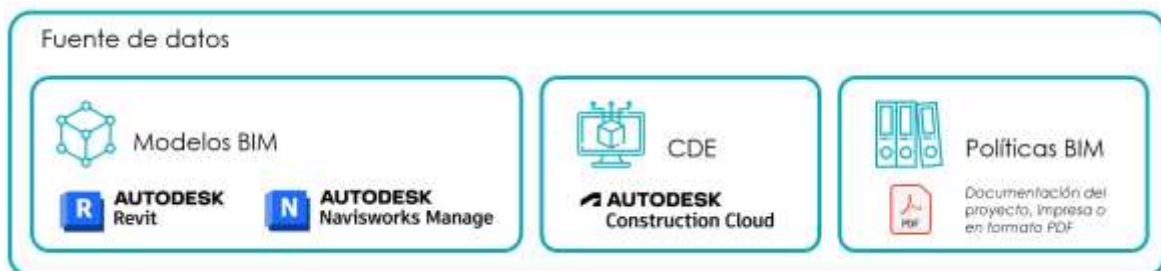 Fuente de datos
Modelos BIM
R
AUTODESK
Revit
N
AUTODESK
Navisworks Manage
CDE
AUTODESK
Construction Cloud
Políticas BIM
PDF
Documentación del
proyecto, impresa o
en formato PDF